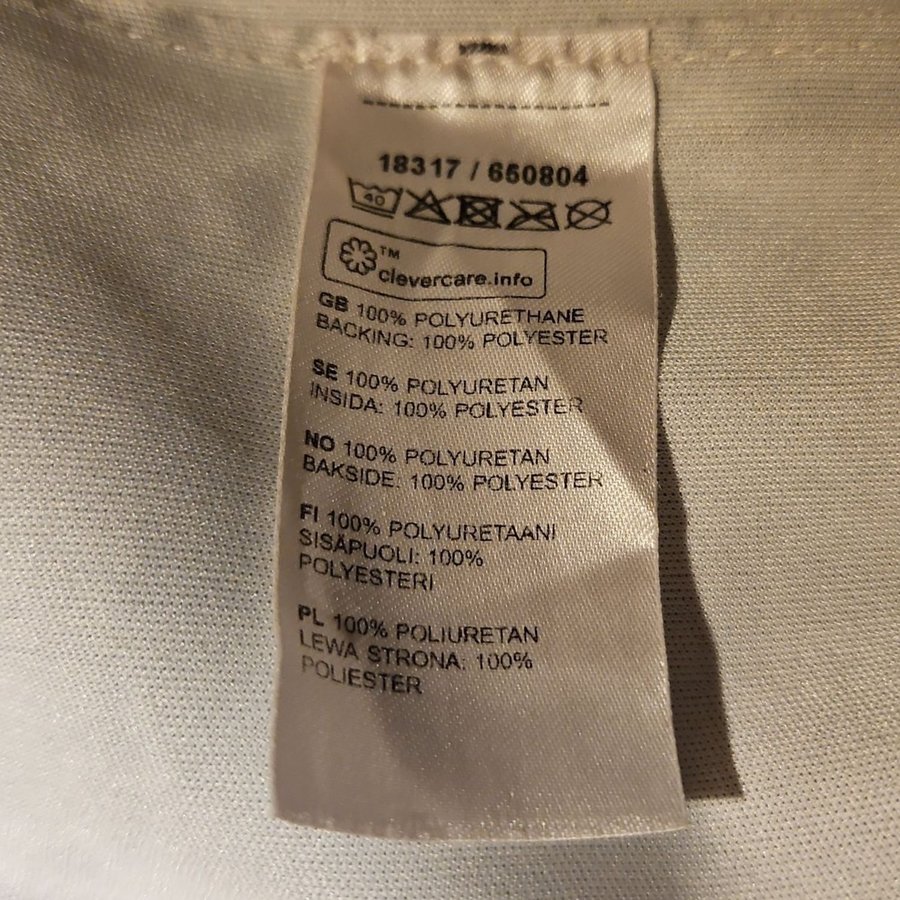 18317 / 650804
40
™
clevercare.info
GB 100% POLYURETHANE
BACKING: 100% POLYESTER
SE 100% POLYURETAN
INSIDA: 100% POLYESTER
NO 100% POLYURETAN
BAKSIDE: 100% POLYESTER
FI 100% POLYURETAANI
SISÄPUOLI: 100%
POLYESTERI
PL 100% POLIURETAN
LEWA STRONA: 100%
POLIESTER